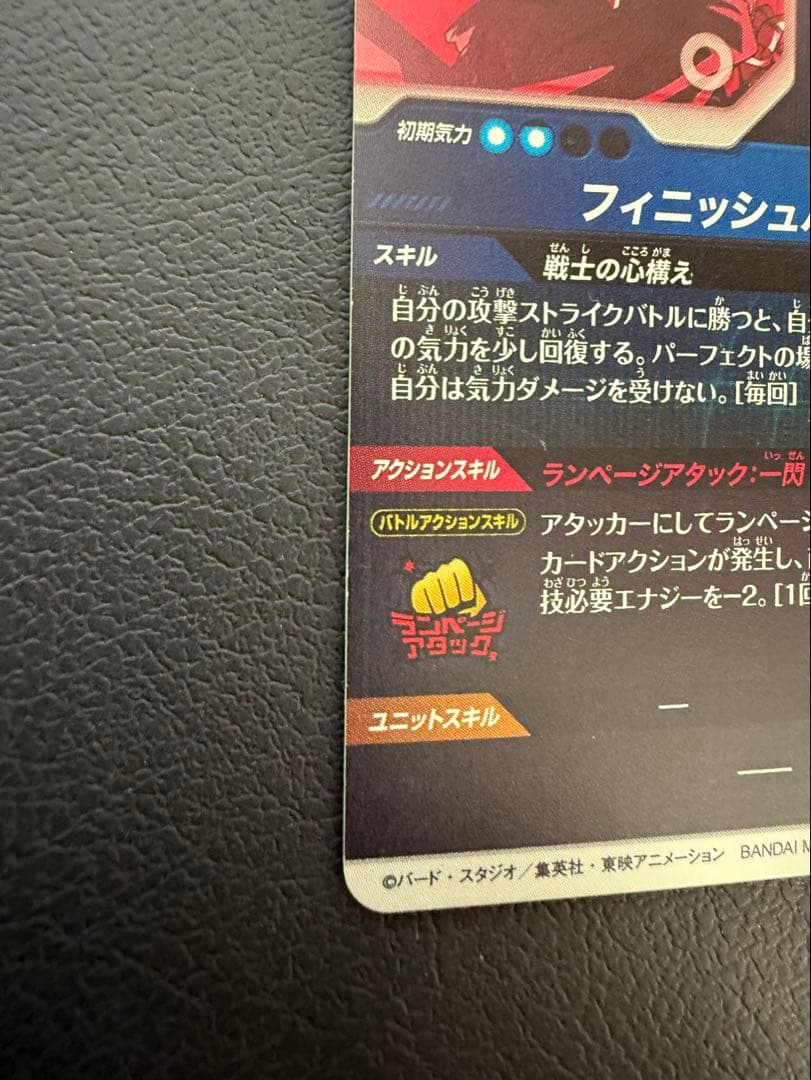 初期気力
フィニッシュ
スキル
戦士の心構え
自分の攻撃ストライクバトルに勝つと、自
の気力を少し回復する。パーフェクトの場
自分は気力ダメージを受けない。[毎回]
アクションスキル
ランページアタック:一閃
バトルアクションスキル
アタッカーにしてランページ
カードアクションが発生し、
技必要エナジーを-2。[1回
ランページ
アタック
ユニットスキル
—
—
©バード・スタジオ/集英社・東映アニメーション BANDAI M